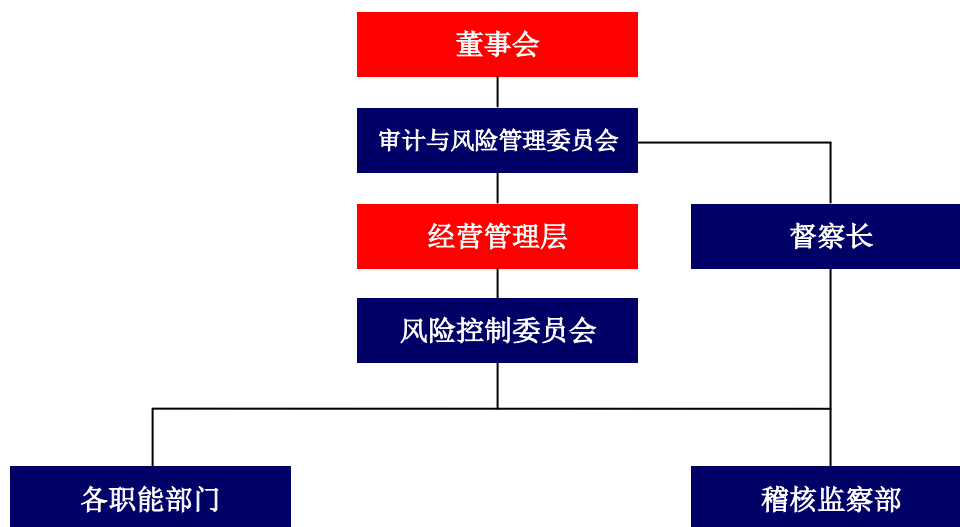 董事会
审计与风险管理委员会
经营管理层
督察长
风险控制委员会
各职能部门
稽核监察部